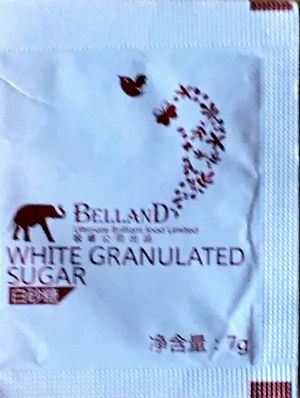 BELLAND
Ultimate Brilliant Food Limited
WHITE GRANULATED
SUGAR
白砂糖
净含量：7g